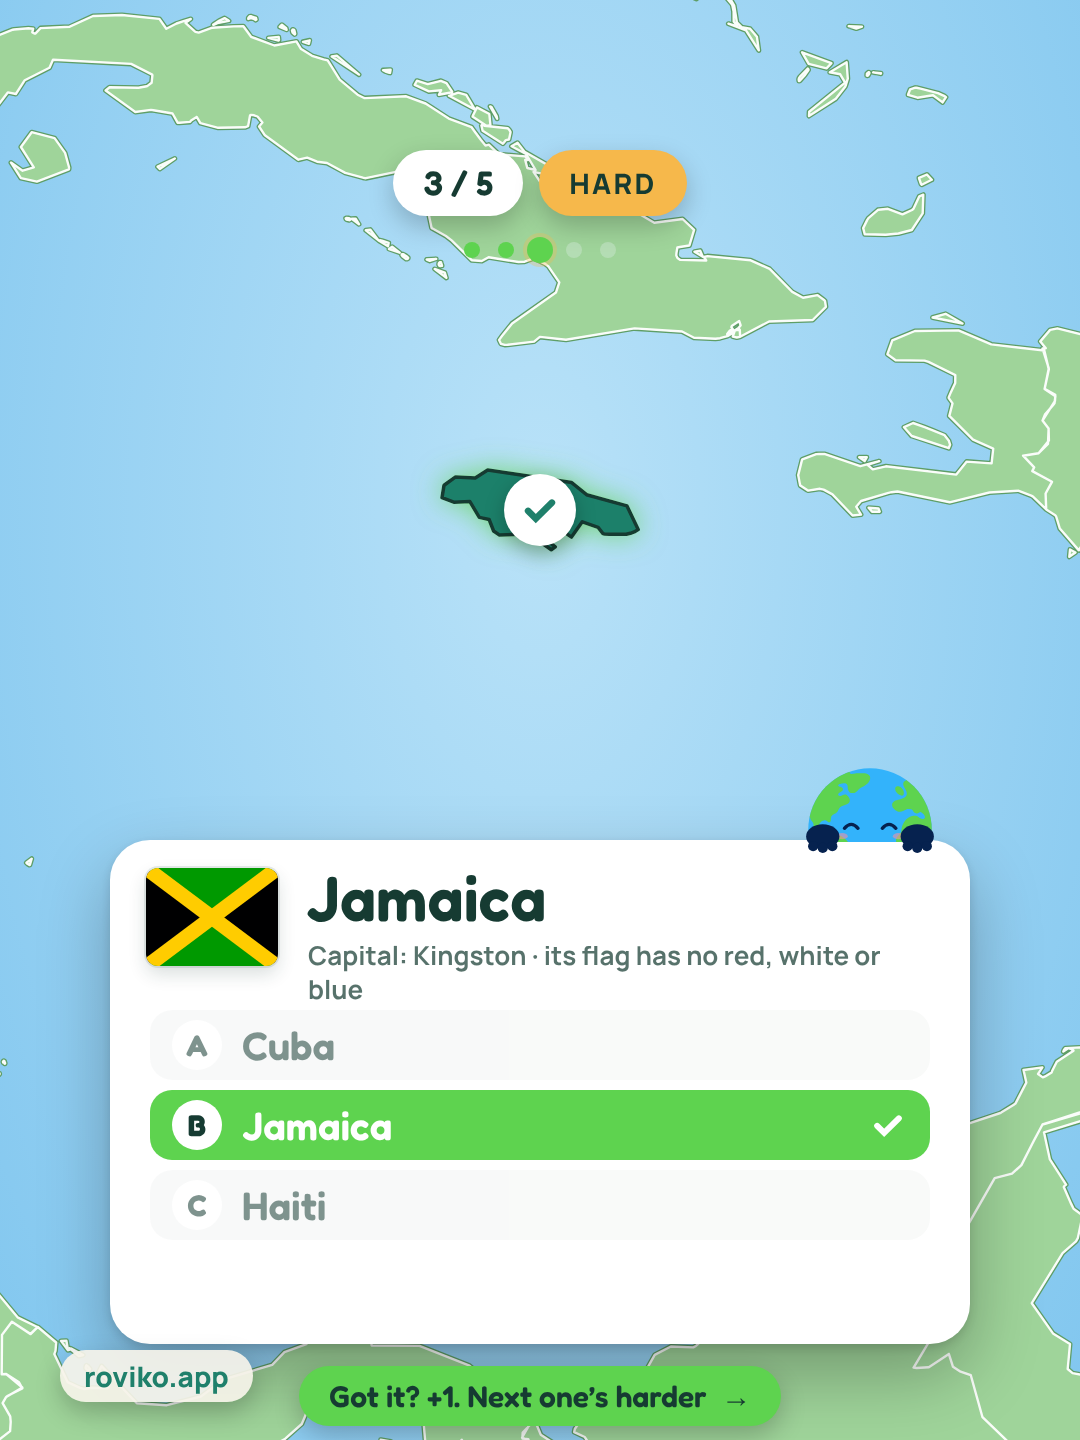 3 / 5
HARD
Jamaica
Capital: Kingston · its flag has no red, white or
blue
A Cuba
B Jamaica
C Haiti
roviko.app
Got it? +1. Next one’s harder →